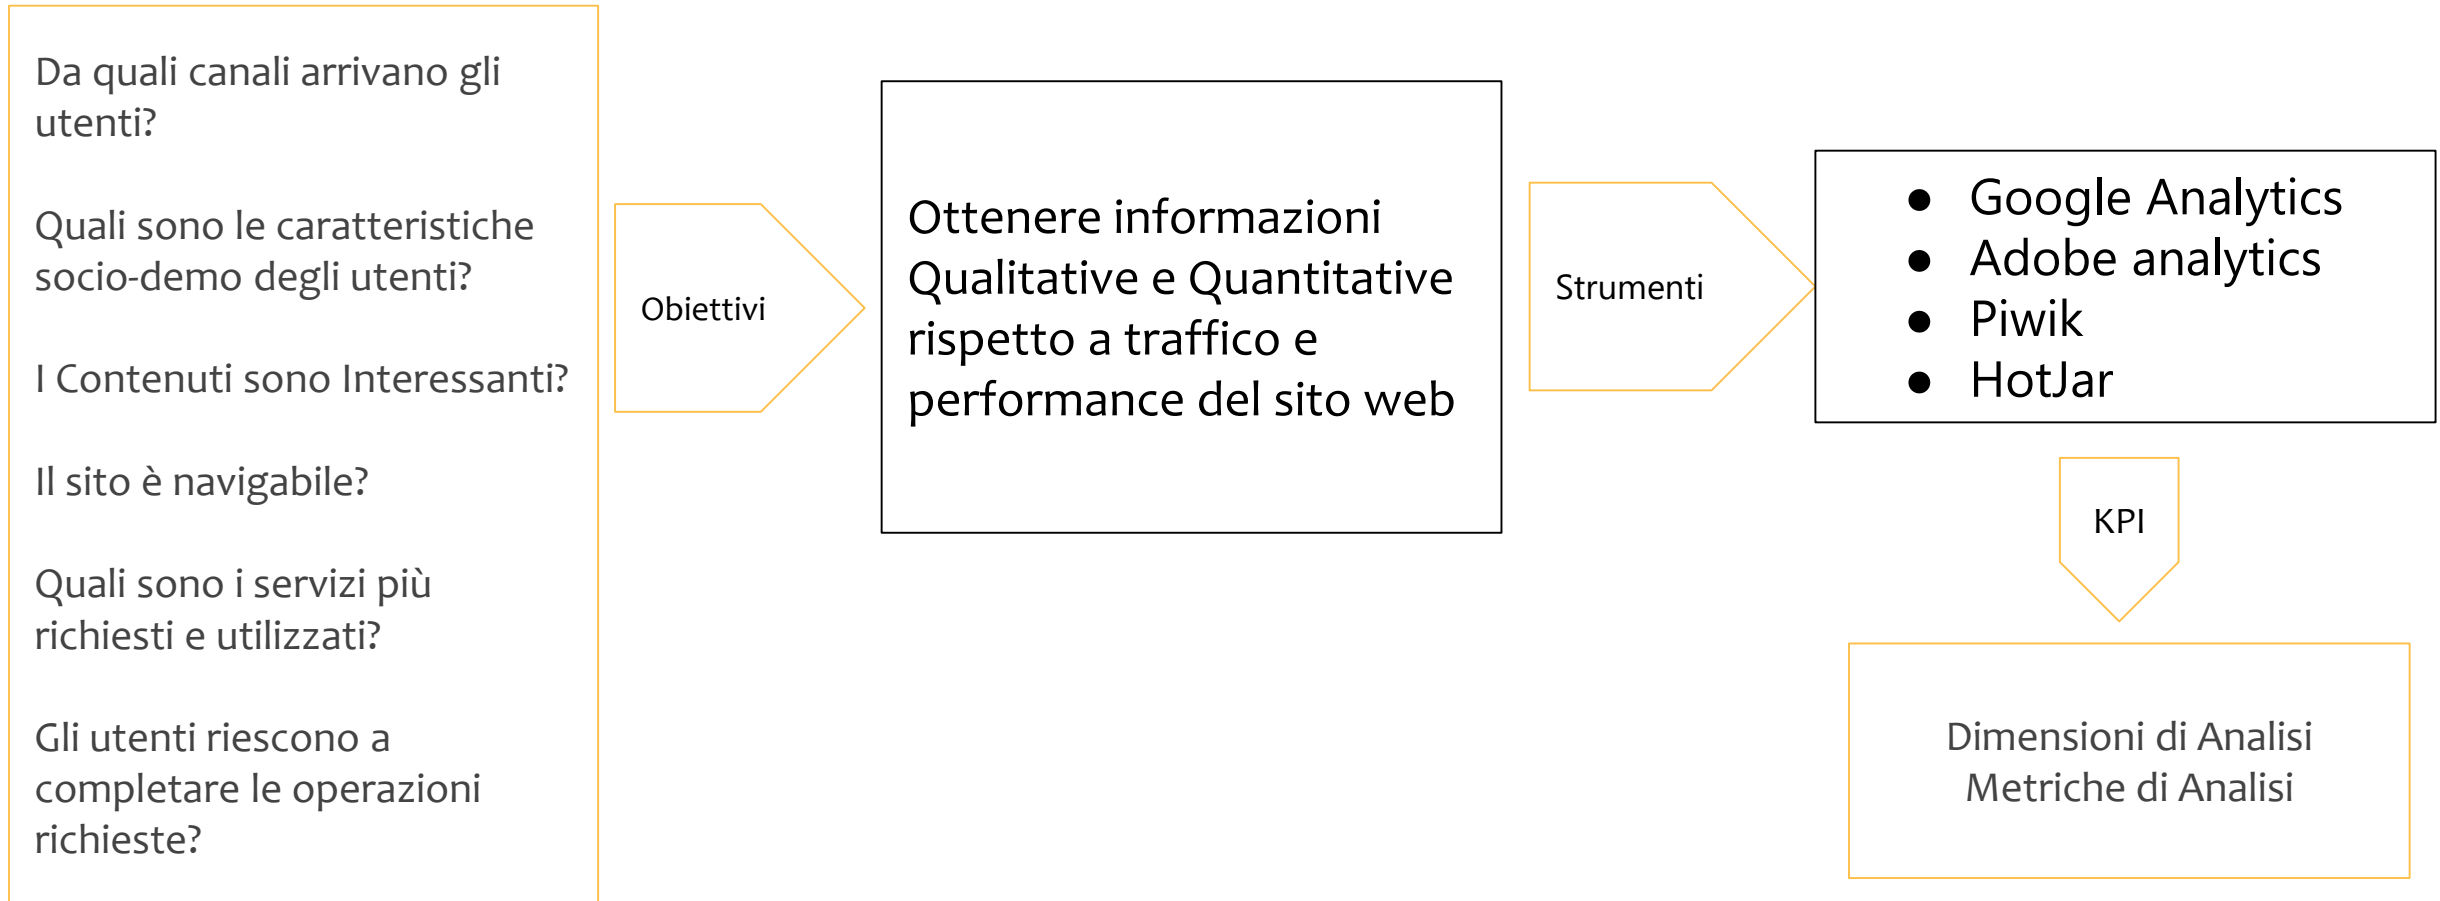 Da quali canali arrivano gli
utenti?
Quali sono le caratteristiche
socio-demo degli utenti?
I Contenuti sono Interessanti?
Il sito è navigabile?
Quali sono i servizi più
richiesti e utilizzati?
Gli utenti riescono a
completare le operazioni
richieste?
Obiettivi
Ottenere informazioni
Qualitative e Quantitative
rispetto a traffico e
performance del sito web
Strumenti
● Google Analytics
● Adobe analytics
● Piwik
● HotJar
KPI
Dimensioni di Analisi
Metriche di Analisi